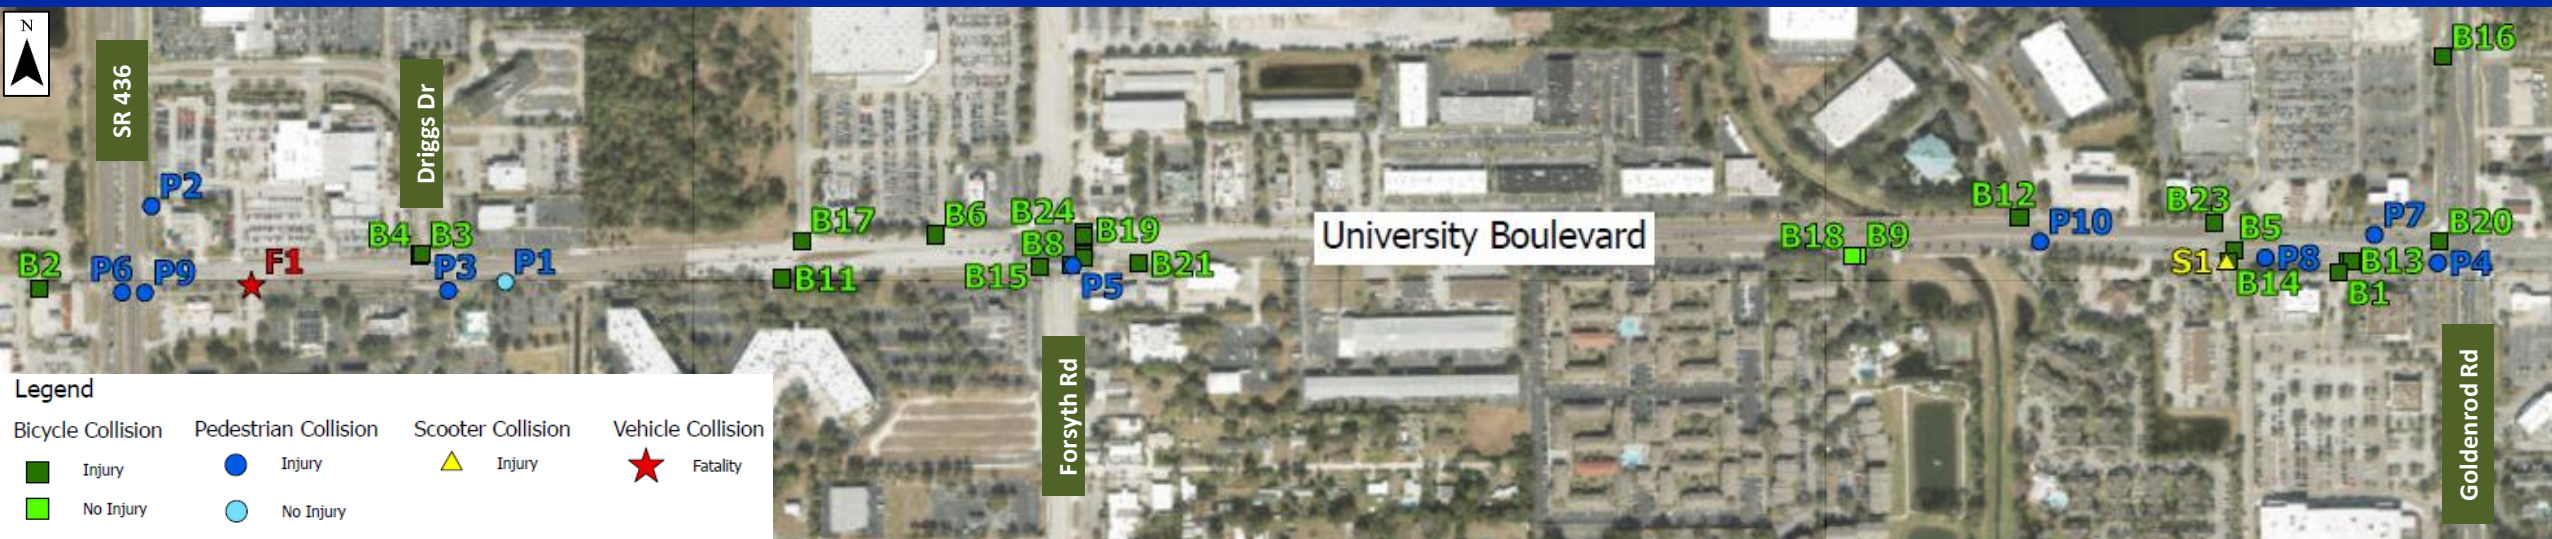 N
SR 436
Driggs Dr
B16
P2
B12
B23
P10
P7
B17
B6
B24
B19
B4
B3
B5
B20
University Boulevard
B18
B9
B8
B2
P6
P9
F1
P3
P1
B11
B15
B21
P5
S1
P8
B14
B13
P4
B1
Forsyth Rd
Goldenrod Rd
Legend
Bicycle Collision
Injury
No Injury
Pedestrian Collision
Injury
No Injury
Scooter Collision
Injury
Vehicle Collision
Fatality